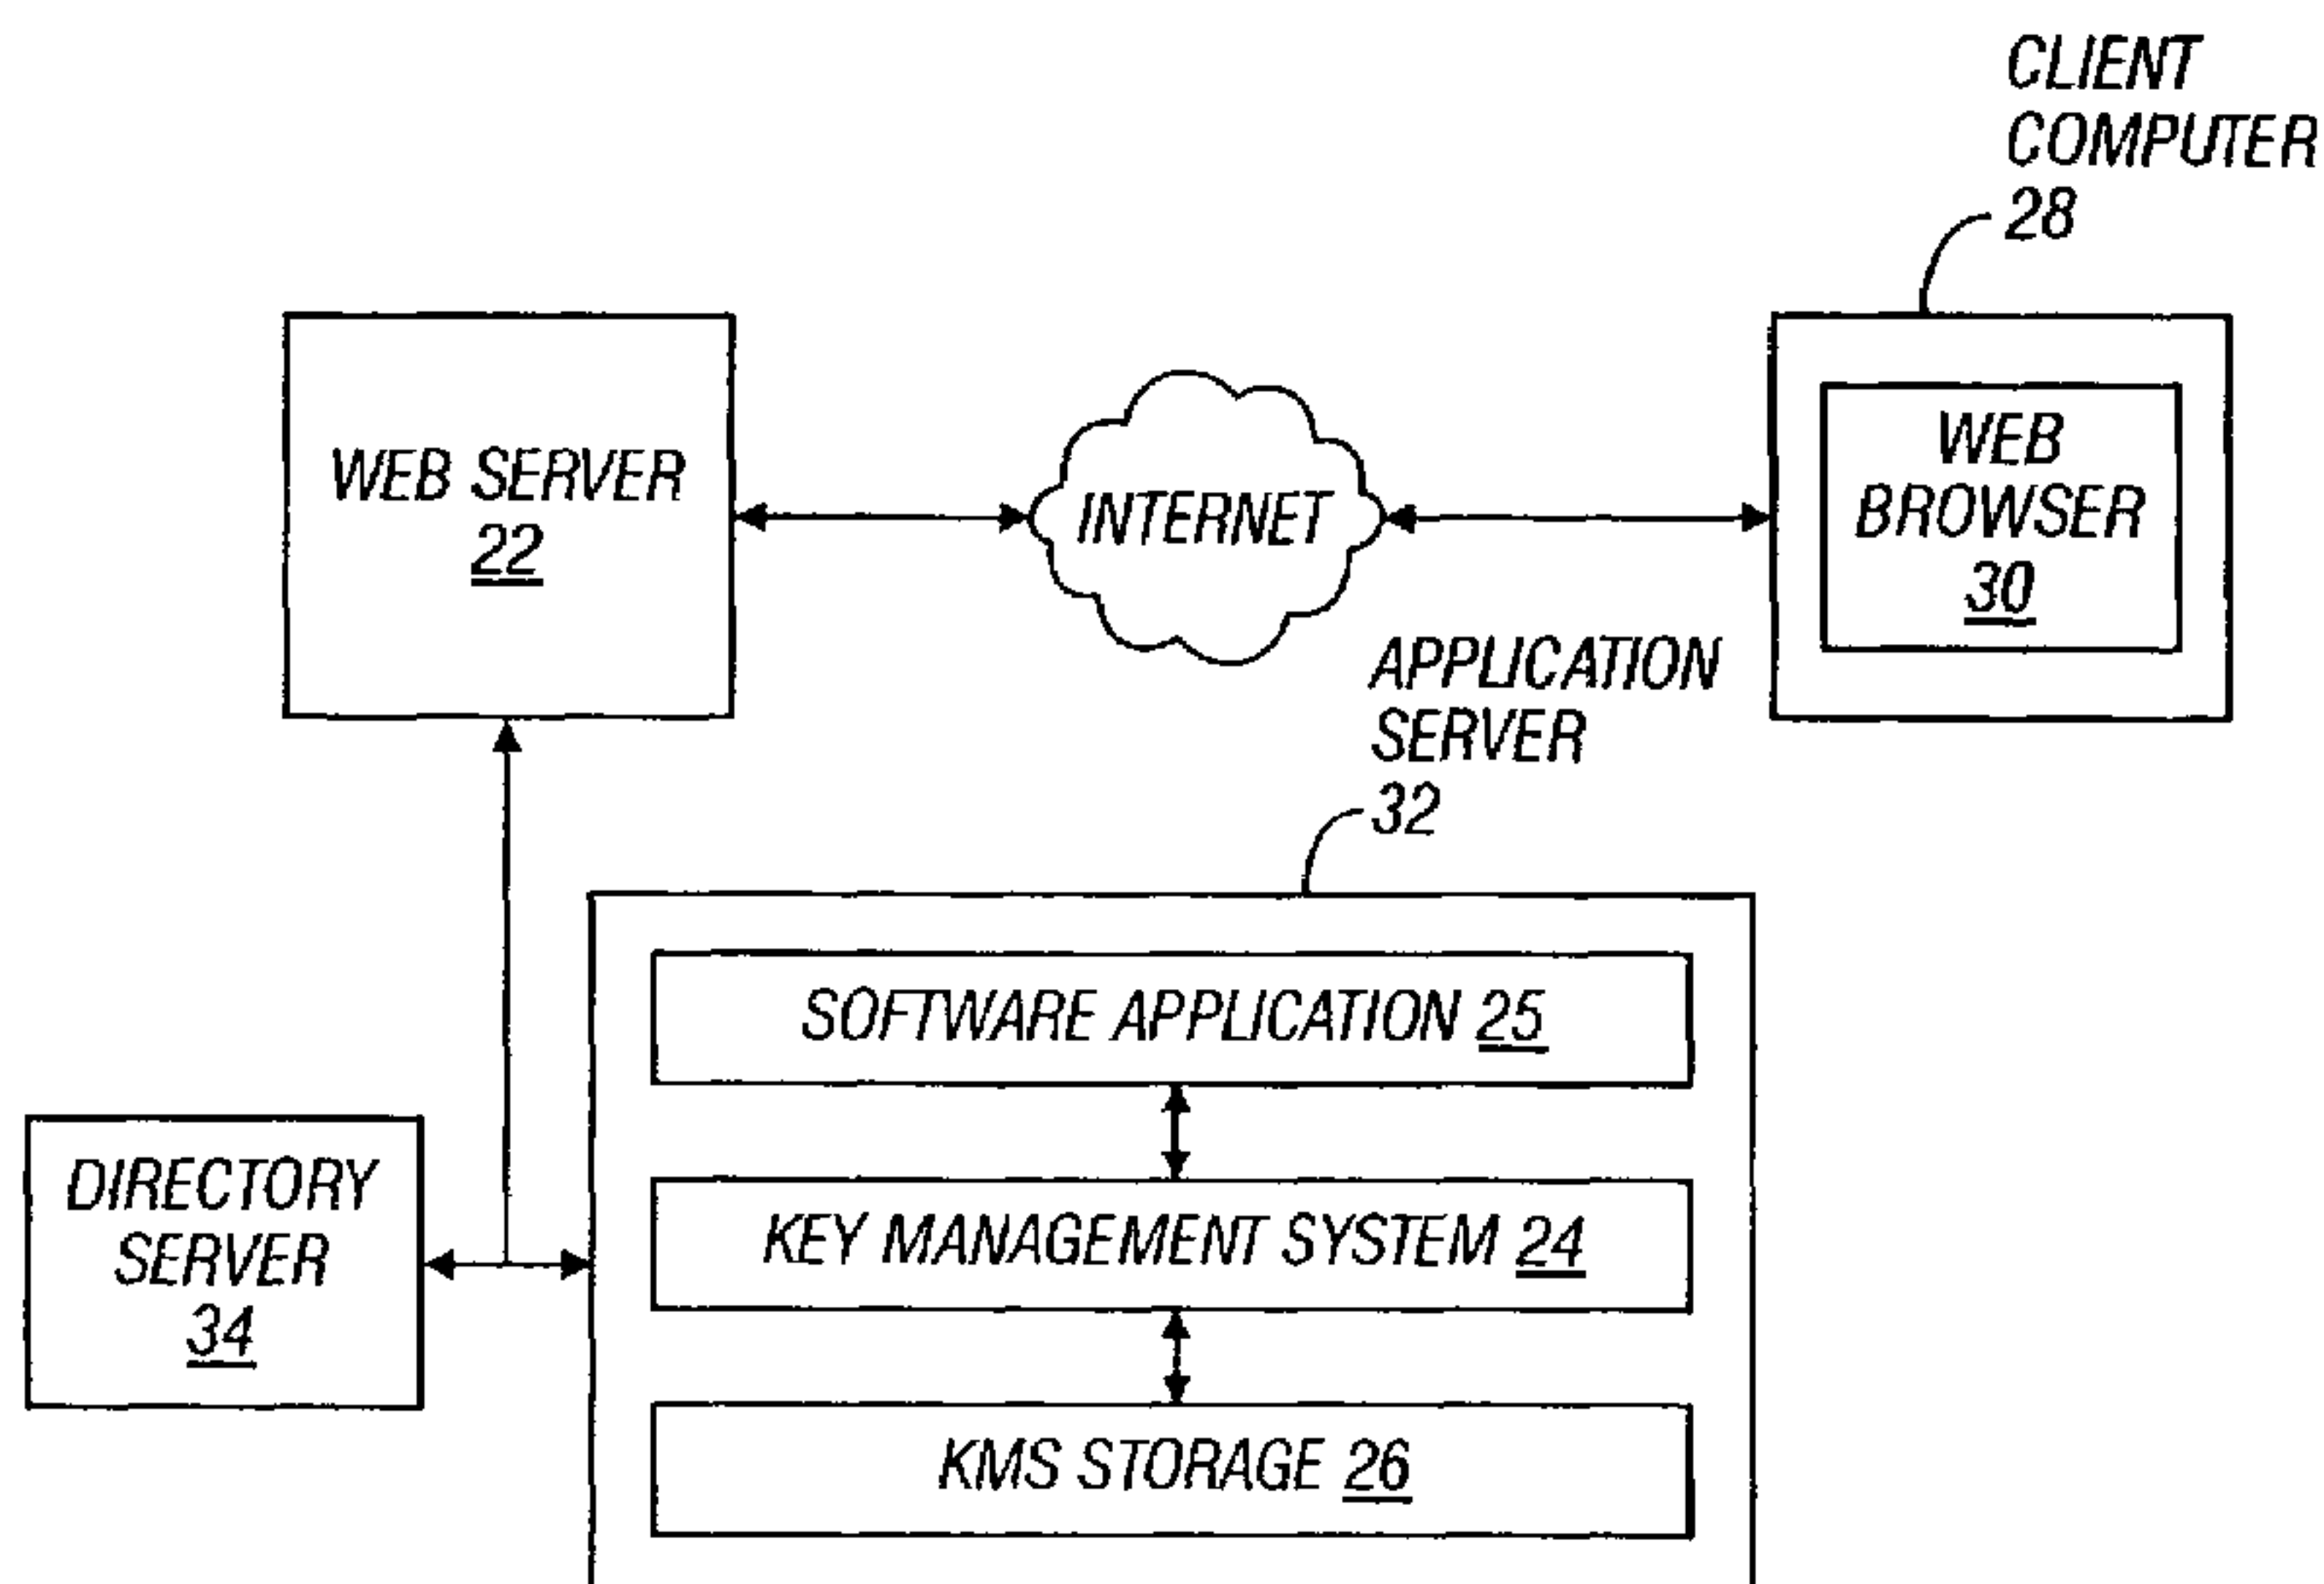 CLIENT
COMPUTER
28
WEB SERVER
22
INTERNET
WEB
BROWSER
30
APPLICATION
SERVER
32
SOFTWARE APPLICATION 25
DIRECTORY
SERVER
34
KEY MANAGEMENT SYSTEM 24
KMS STORAGE 26